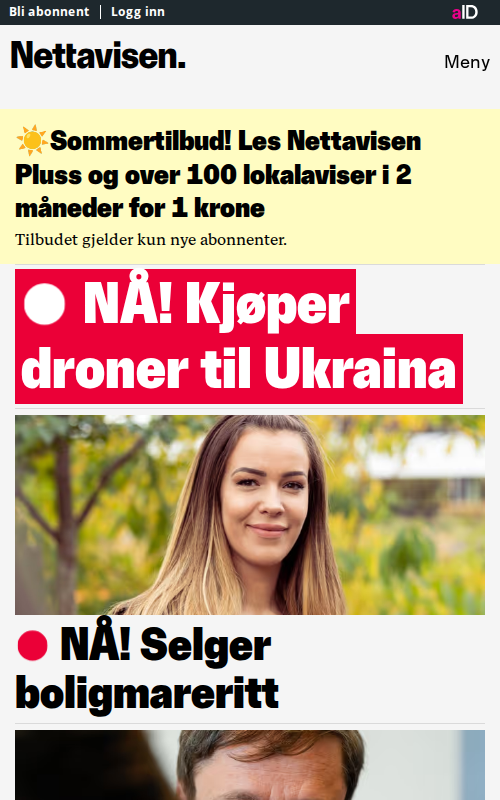 Bli abonnent | Logg inn
aID
Nettavisen.
Meny
☀️Sommertilbud! Les Nettavisen
Pluss og over 100 lokalaviser i 2
måneder for 1 krone
Tilbudet gjelder kun nye abonnenter.
NÅ! Kjøper
droner til Ukraina
NÅ! Selger
boligmareritt